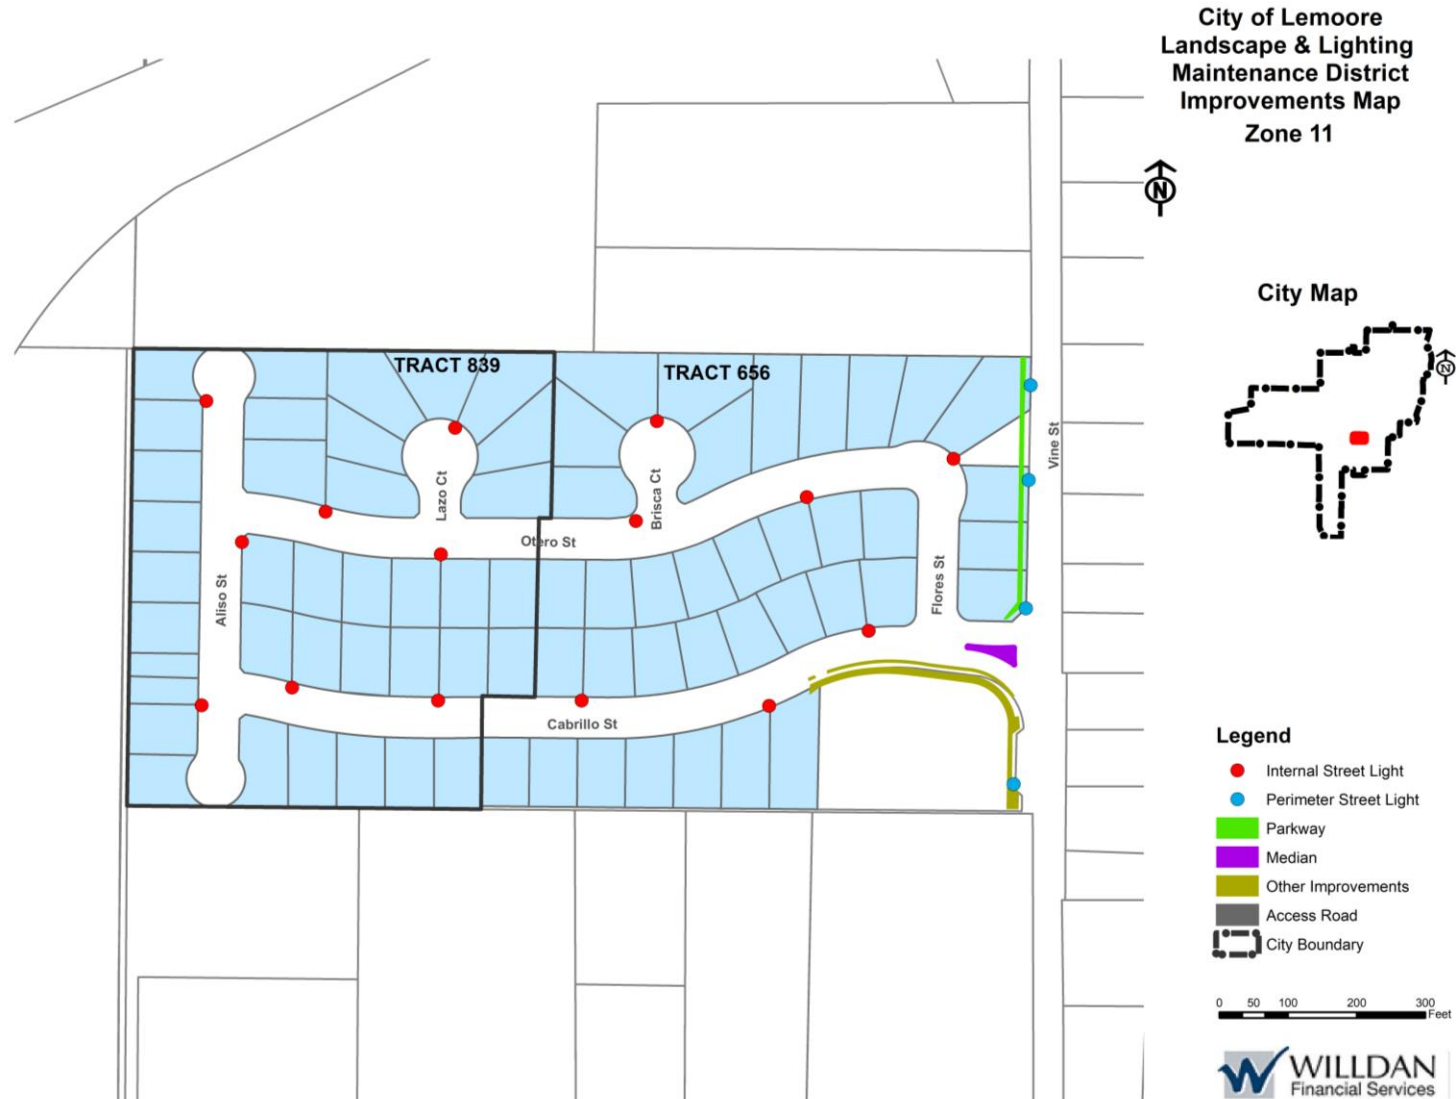 City of Lemoore
Landscape & Lighting
Maintenance District
Improvements Map
Zone 11
N
City Map
N
TRACT 839
TRACT 656
Vine St
Lazo Ct
Brisca Ct
Otero St
Aliso St
Flores St
Cabrillo St
Legend
Internal Street Light
Perimeter Street Light
Parkway
Median
Other Improvements
Access Road
City Boundary
0 50 100 200 300
Feet
WILLDAN
Financial Services